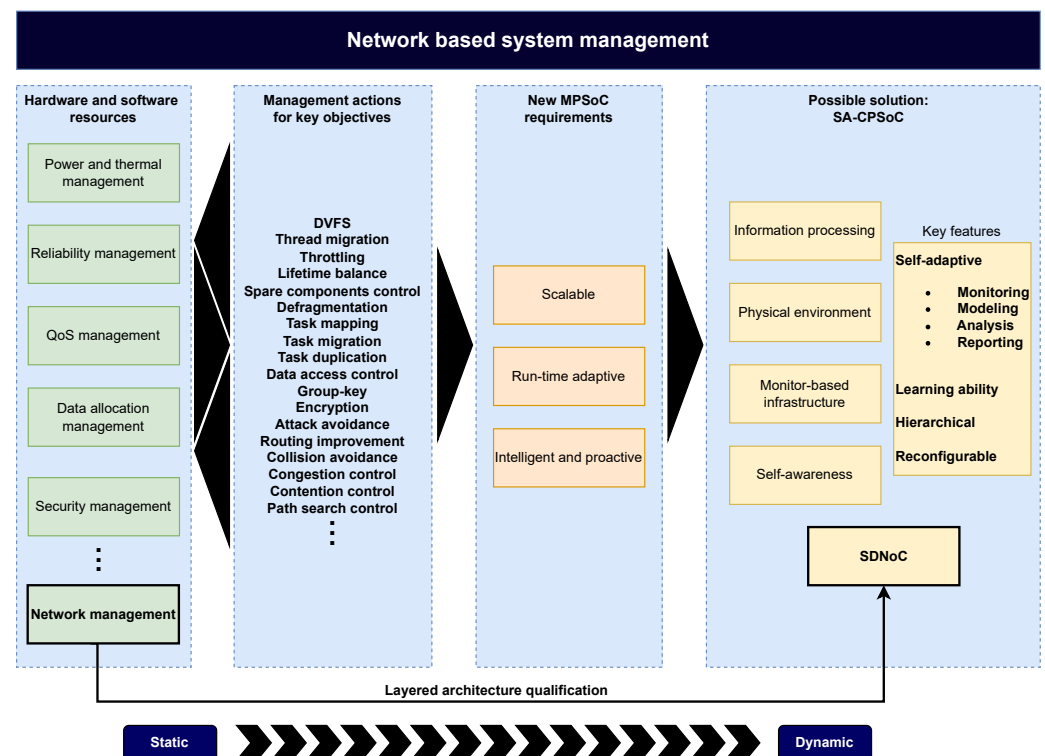 Network based system management
Hardware and software
resources
Power and thermal
management
Reliability management
QoS management
Data allocation
management
Security management
⋮
Network management
Management actions
for key objectives
DVFS
Thread migration
Throttling
Lifetime balance
Spare components control
Defragmentation
Task mapping
Task migration
Task duplication
Data access control
Group-key
Encryption
Attack avoidance
Routing improvement
Collision avoidance
Congestion control
Contention control
Path search control
⋮
New MPSoC
requirements
Scalable
Run-time adaptive
Intelligent and proactive
Possible solution:
SA-CPSoC
Information processing
Physical environment
Monitor-based
infrastructure
Self-awareness
Key features
Self-adaptive
• Monitoring
• Modeling
• Analysis
• Reporting
Learning ability
Hierarchical
Reconfigurable
SDNoC
Layered architecture qualification
Static
Dynamic